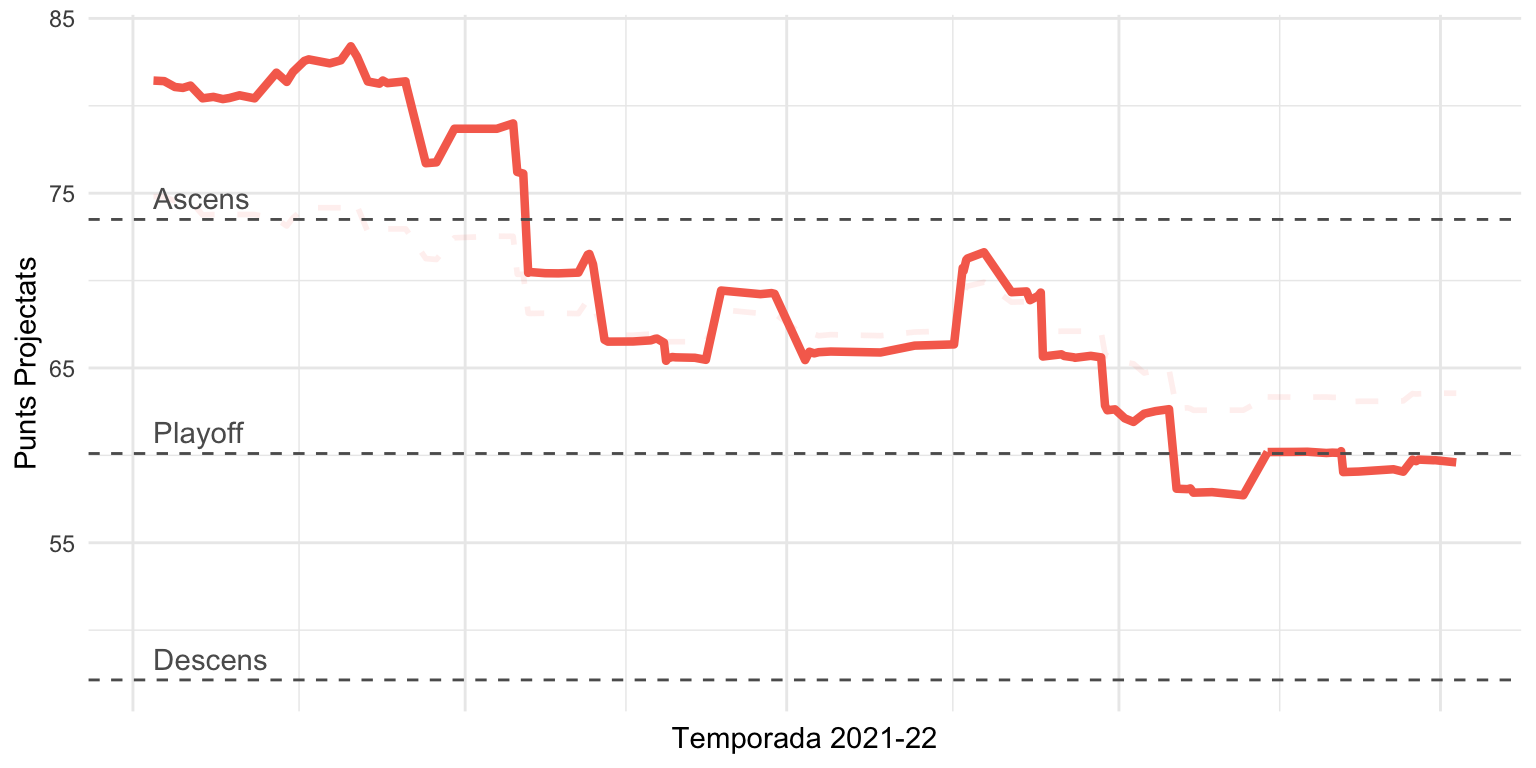 85
75
65
55
Punts Projectats
Ascens
Playoff
Descens
Temporada 2021-22